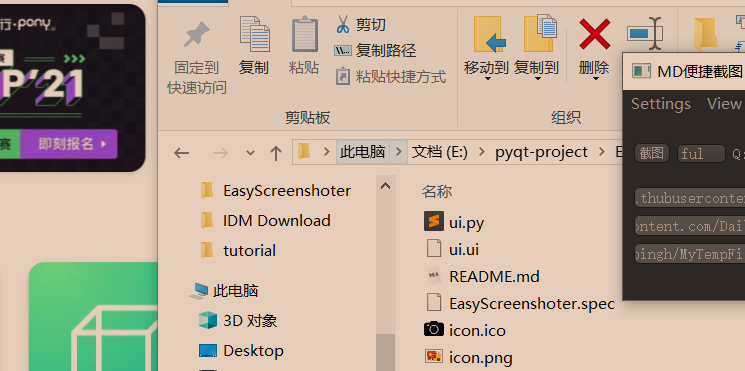 行·pony.
赛
P'21
赛
即刻报名
固定到
快速访问
复制
粘贴
剪切
复制路径
粘贴快捷方式
剪贴板
移动到
复制到
删除
组织
此电脑
文档 (E:)
pyqt-project
E
EasyScreenshoter
IDM Download
tutorial
此电脑
3D 对象
Desktop
名称
ui.py
ui.ui
README.md
EasyScreenshoter.spec
icon.ico
icon.png
MD便捷截图
Settings
View
截图
ful
Q:
.thubuserconte
ontent.com/Dai
pingh/MyTempFi